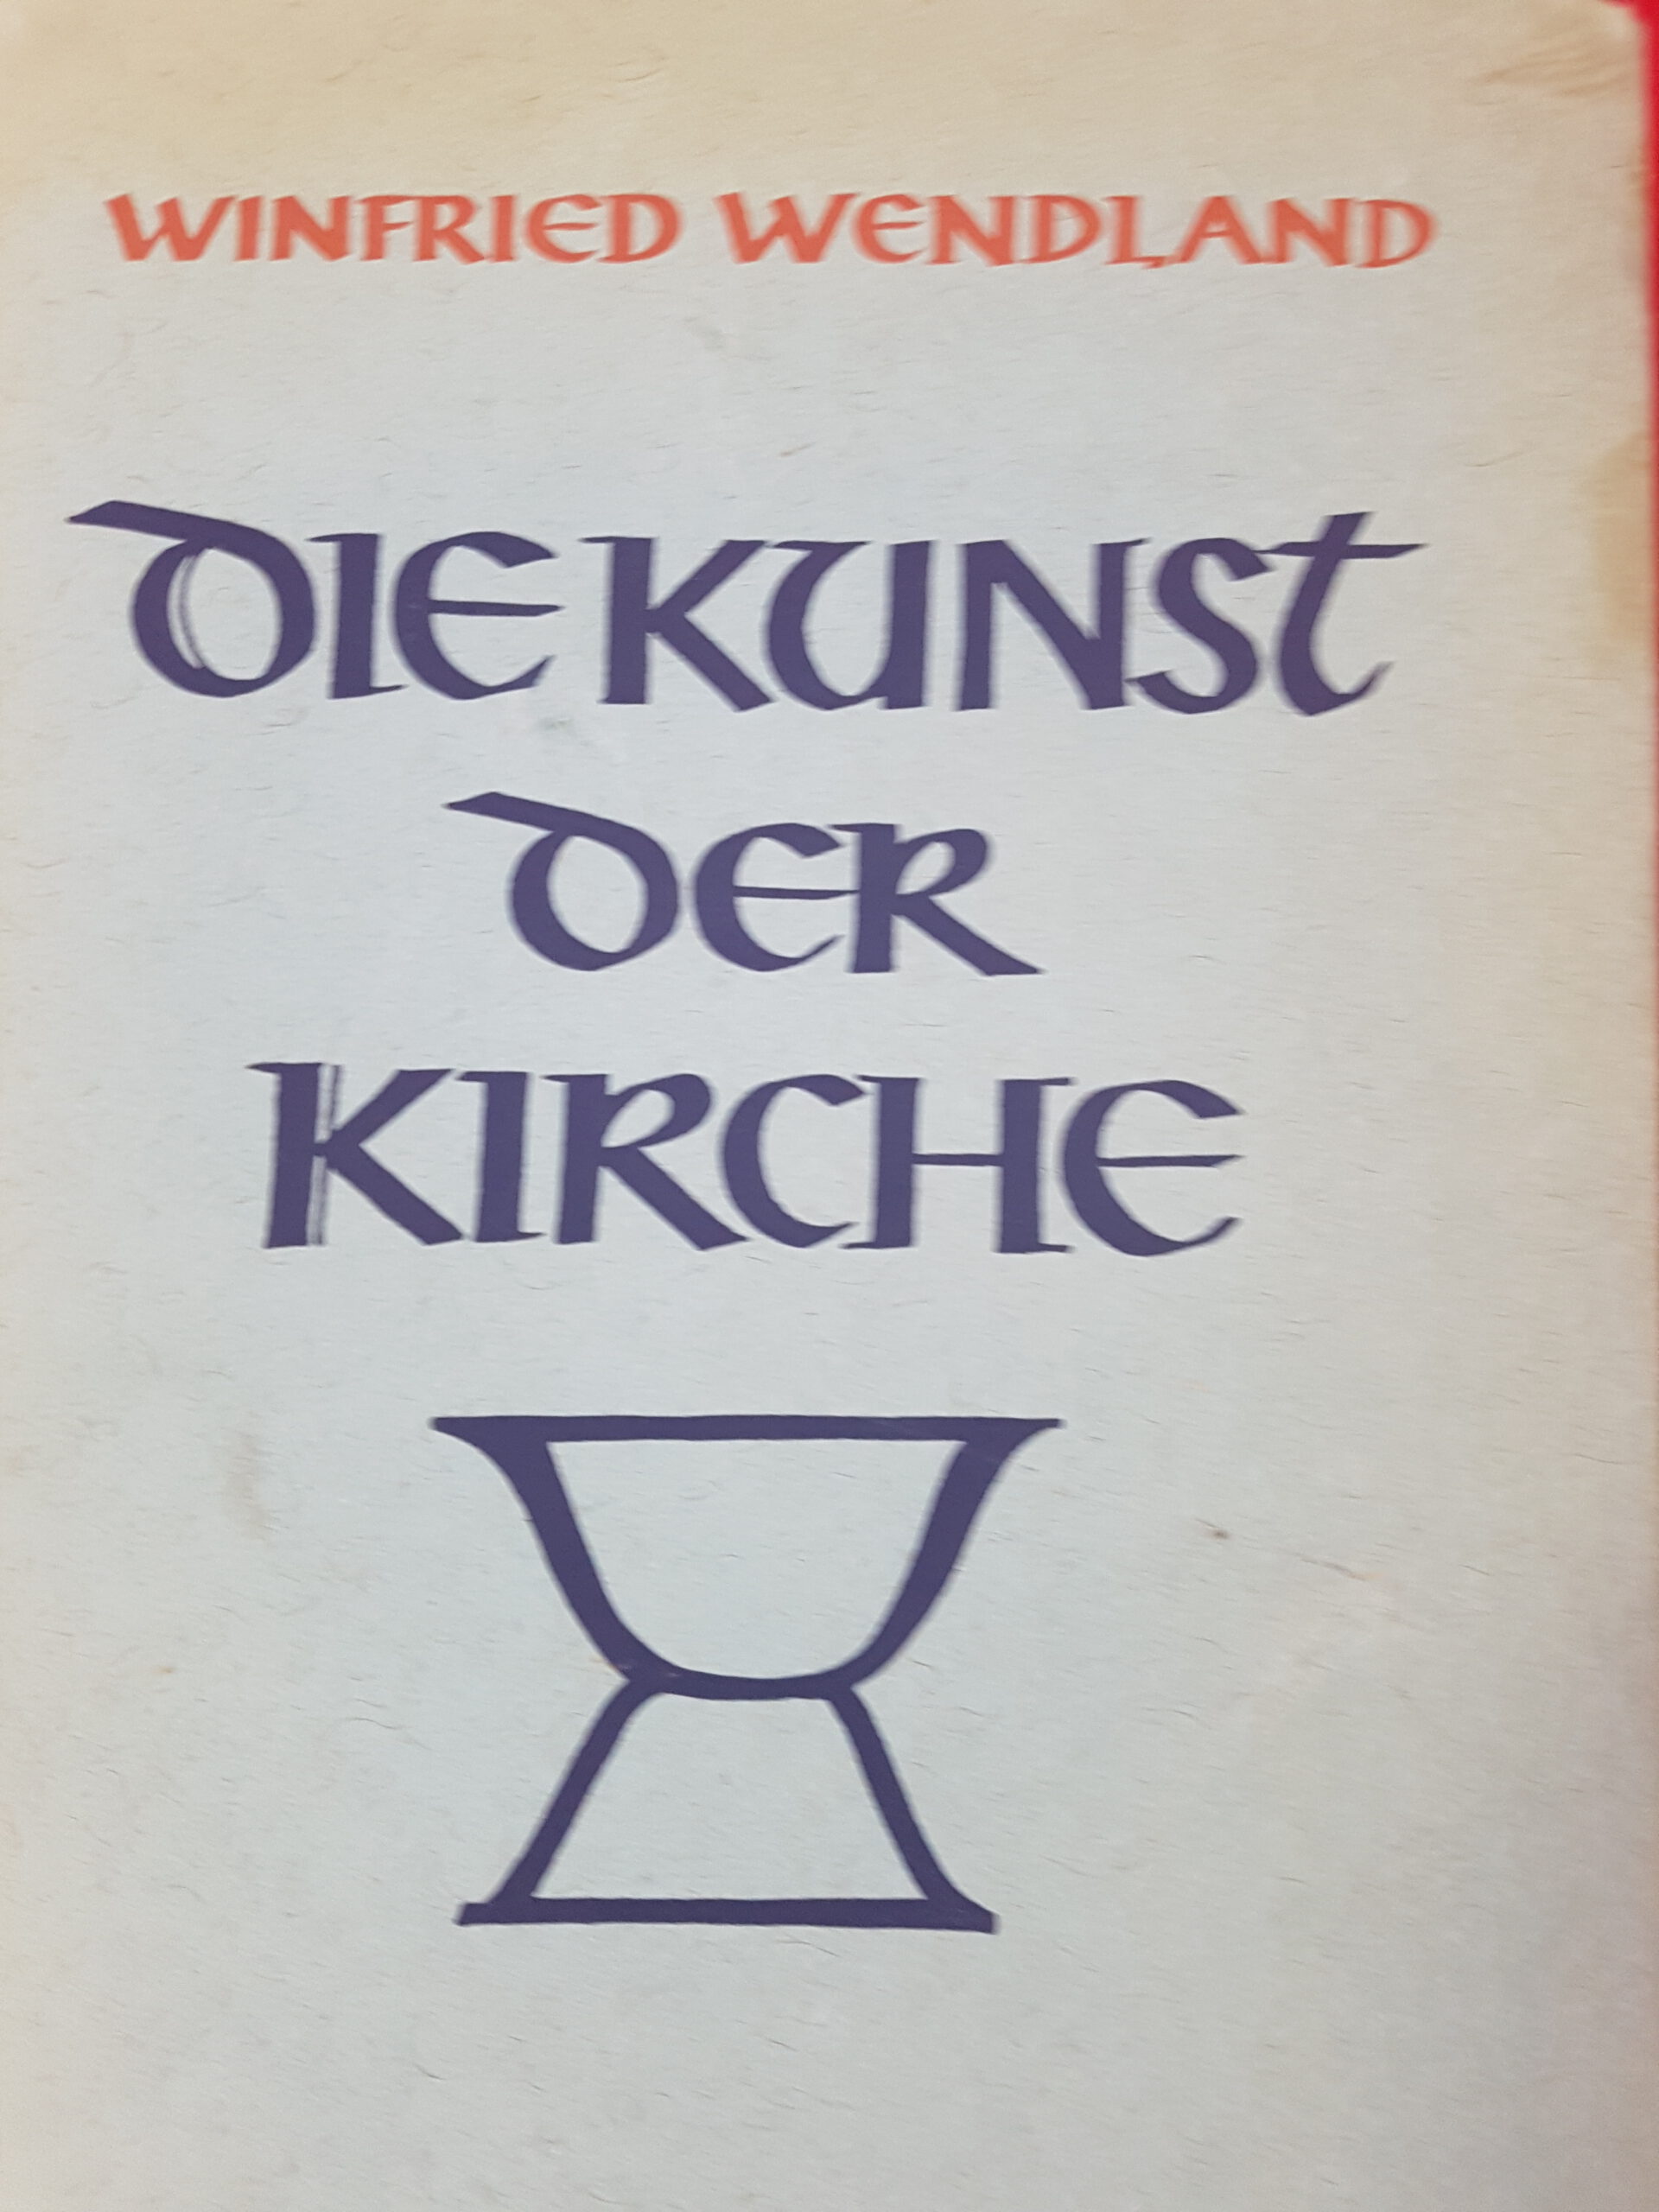 WINFRIED WENDLAND
DIE KUNST
DER
KIRCHE